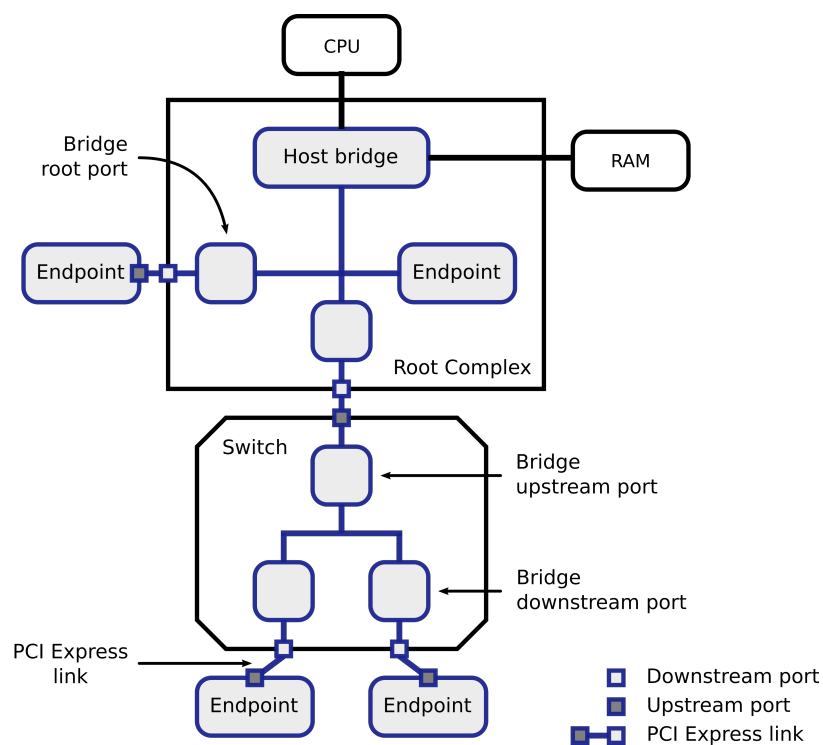 CPU
Bridge
root port
Host bridge
RAM
Endpoint
Endpoint
Root Complex
Switch
Bridge
upstream port
Bridge
downstream port
PCI Express
link
Endpoint
Endpoint
Downstream port
Upstream port
PCI Express link